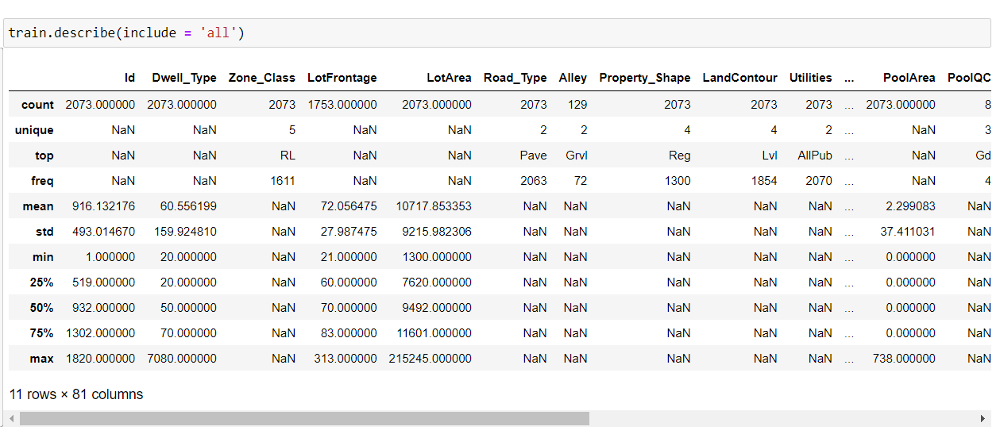 train.describe(include = 'all')
Id Dwell_Type Zone_Class LotFrontage LotArea Road_Type Alley Property_Shape LandContour Utilities ... PoolArea PoolQC
count 2073.000000 2073.000000 2073 1753.000000 2073.000000 2073 129 2073 2073 2073 ... 2073.000000 8
unique NaN NaN 5 NaN NaN 2 2 4 4 2 ... NaN 3
top NaN NaN RL NaN NaN Pave Grvl Reg Lvl AllPub ... NaN Gd
freq NaN NaN 1611 NaN NaN 2063 72 1300 1854 2070 ... NaN 4
mean 916.132176 60.556199 NaN 72.056475 10717.853353 NaN NaN NaN NaN NaN ... 2.299083 NaN
std 493.014670 159.924810 NaN 27.987475 9215.982306 NaN NaN NaN NaN NaN ... 37.411031 NaN
min 1.000000 20.000000 NaN 21.000000 1300.000000 NaN NaN NaN NaN NaN ... 0.000000 NaN
25% 519.000000 20.000000 NaN 60.000000 7620.000000 NaN NaN NaN NaN NaN ... 0.000000 NaN
50% 932.000000 50.000000 NaN 70.000000 9492.000000 NaN NaN NaN NaN NaN ... 0.000000 NaN
75% 1302.000000 70.000000 NaN 83.000000 11601.000000 NaN NaN NaN NaN NaN ... 0.000000 NaN
max 1820.000000 7080.000000 NaN 313.000000 215245.000000 NaN NaN NaN NaN NaN ... 738.000000 NaN
11 rows × 81 columns